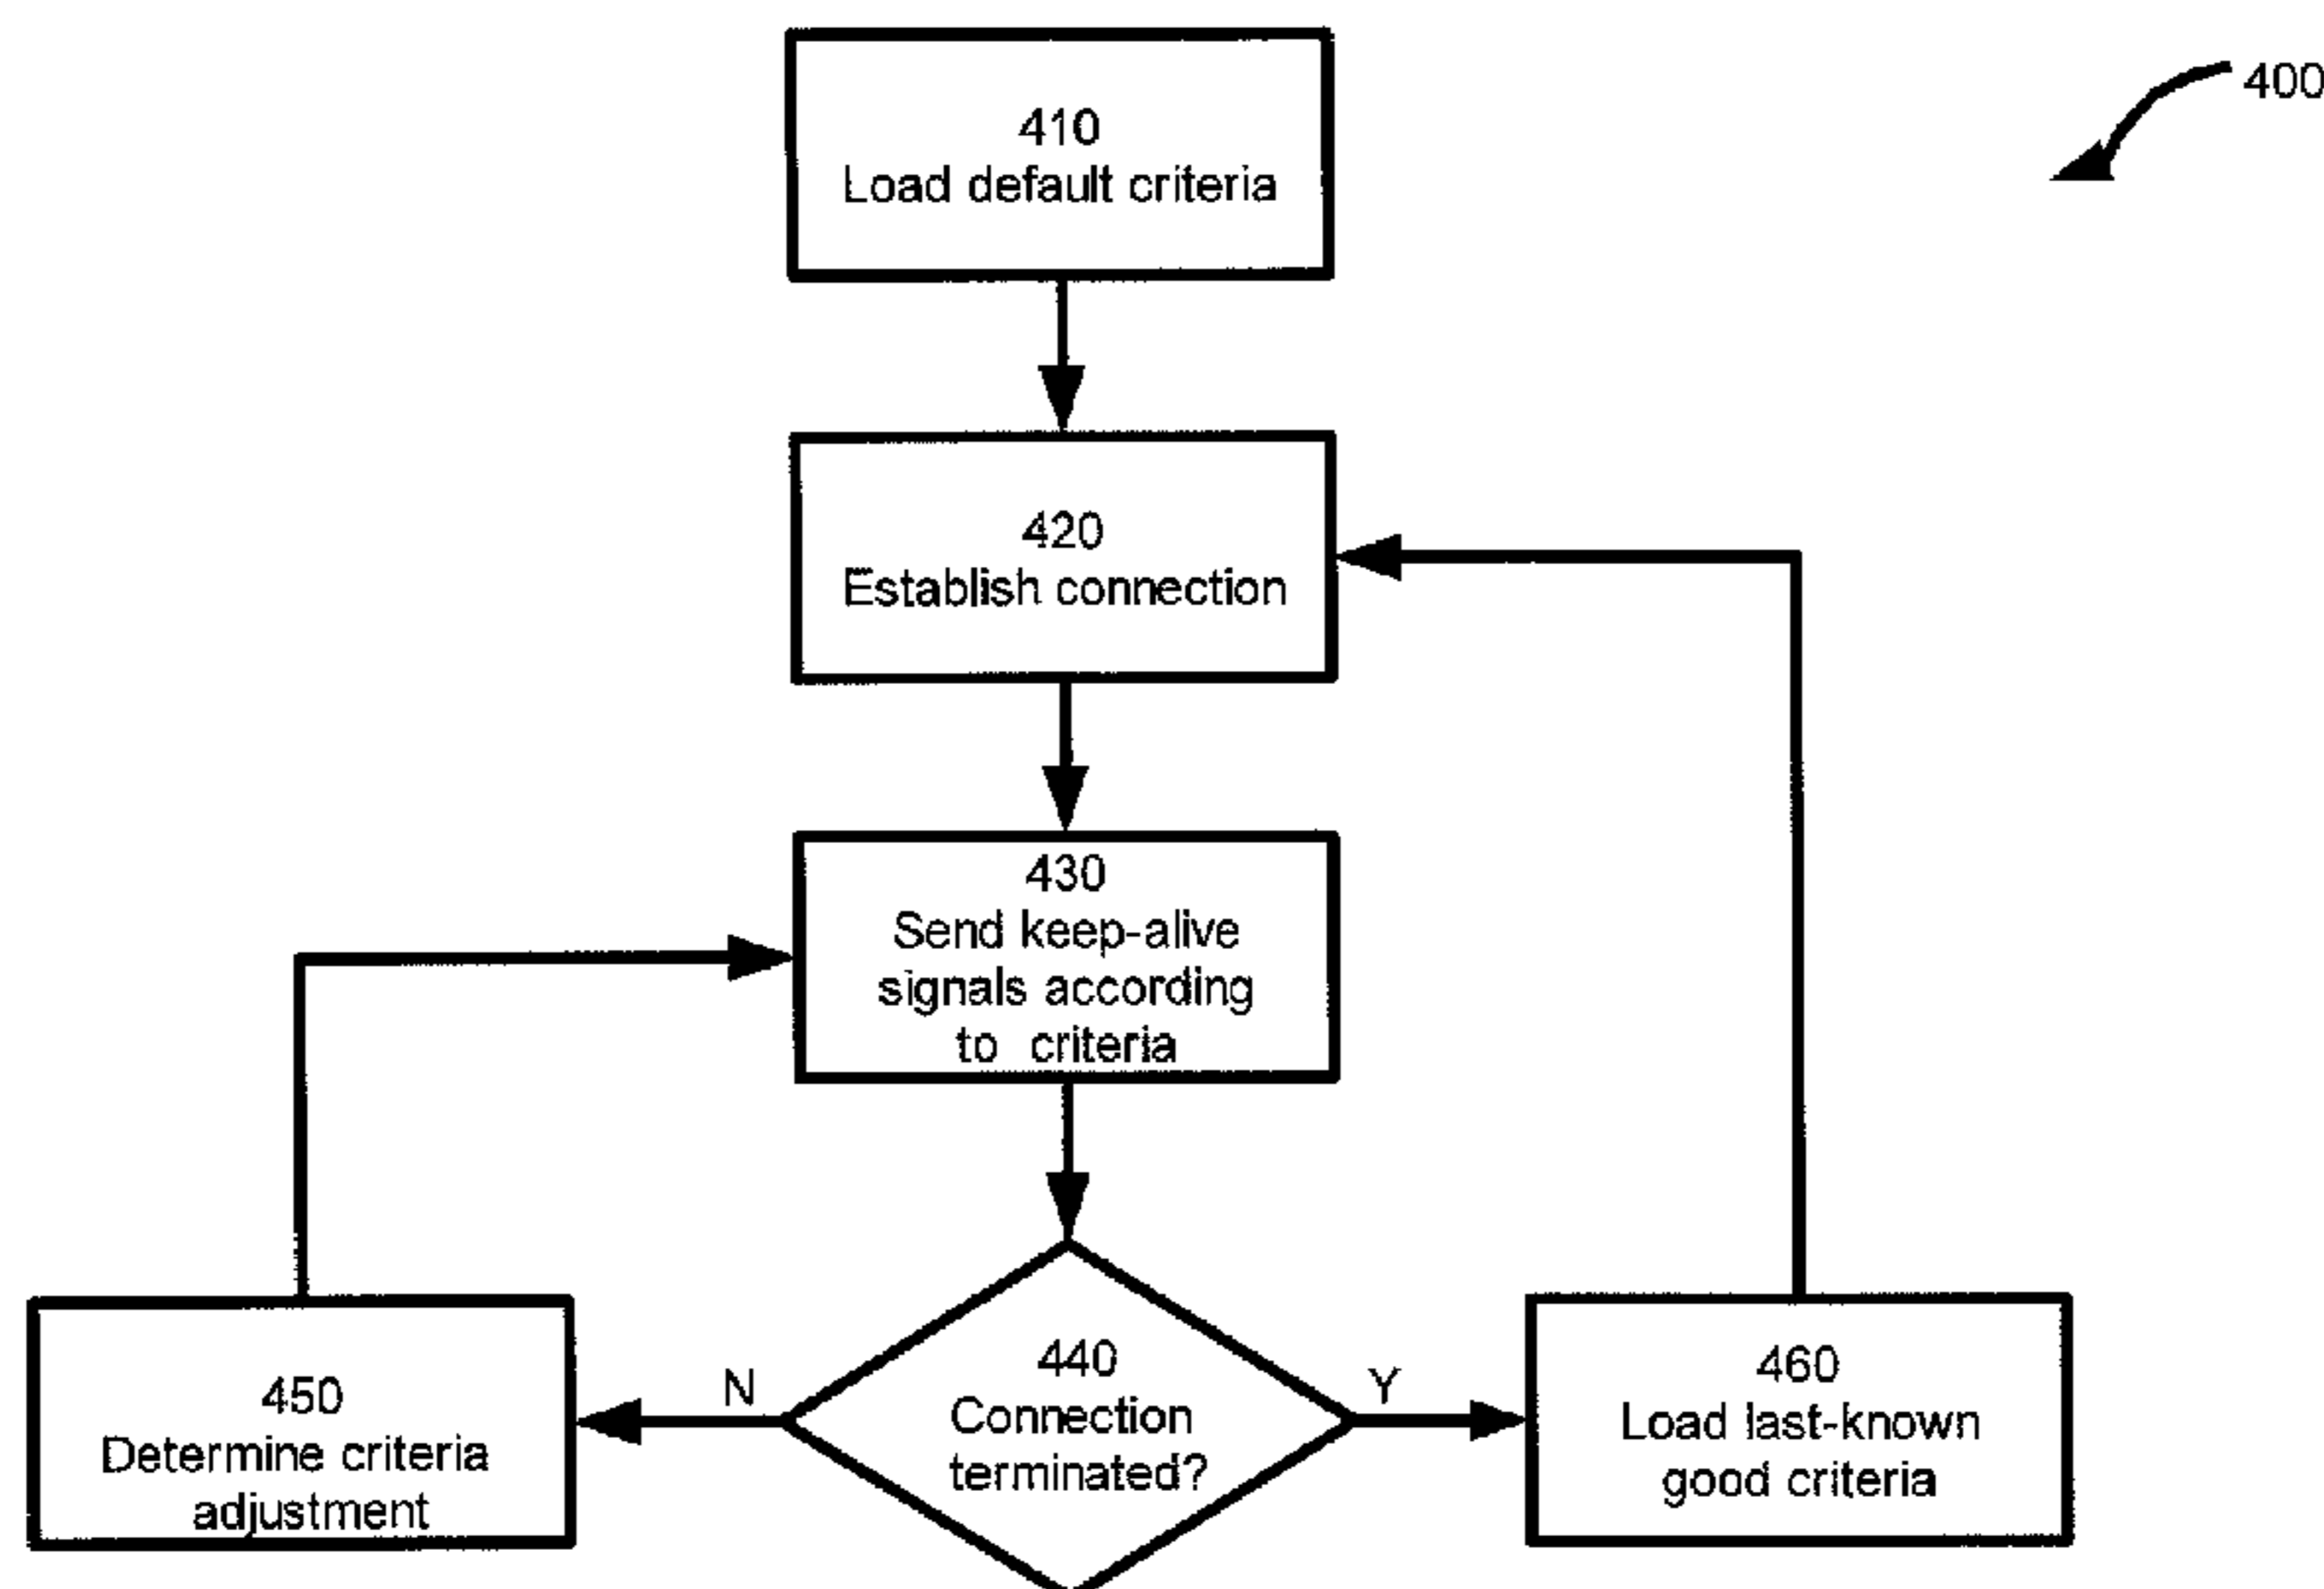 400
410
Load default criteria
420
Establish connection
430
Send keep-alive
signals according
to criteria
440
Connection
terminated?
N
Y
450
Determine criteria
adjustment
460
Load last-known
good criteria